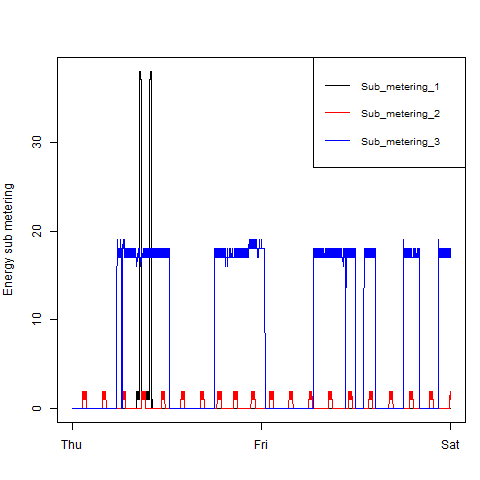 Sub_metering_1
Sub_metering_2
Sub_metering_3
Energy sub metering
30
20
10
0
Thu Fri Sat